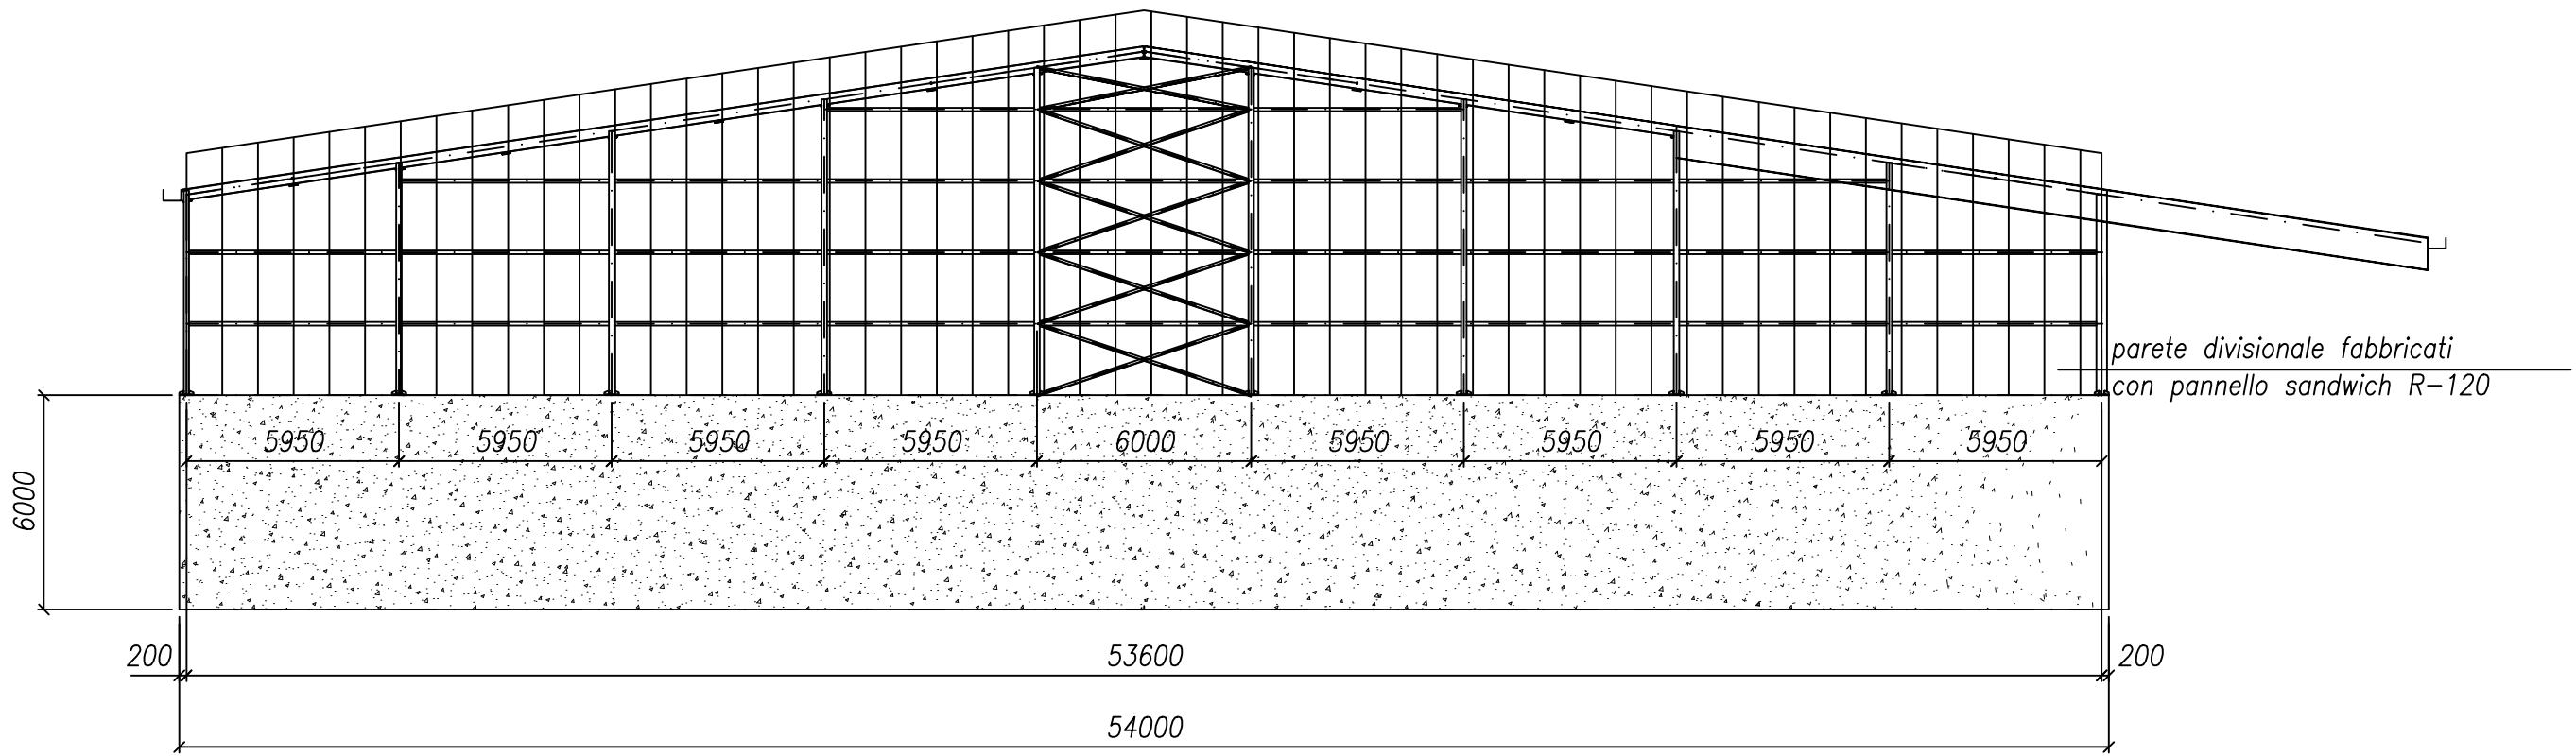 parete divisionale fabbricati
con pannello sandwich R-120
5950 5950 5950 5950 6000 5950 5950 5950 5950
6000
200 53600 200
54000